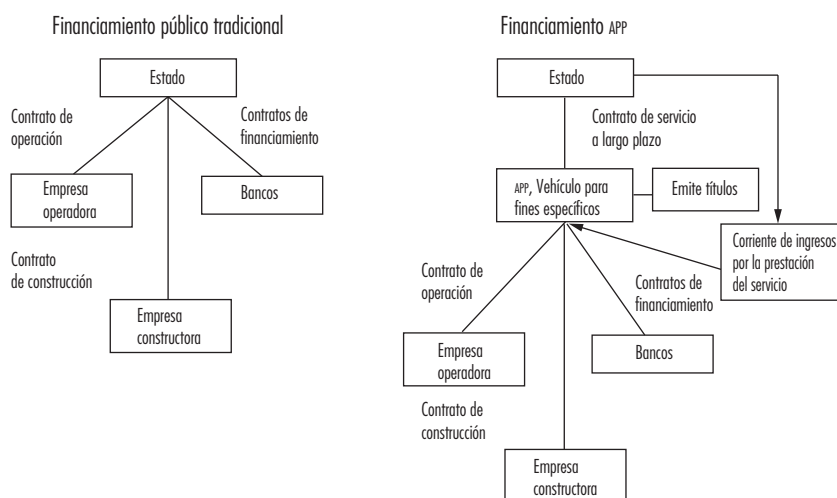 Financiamiento público tradicional
Estado
Contrato de
operación
Contratos de
financiamiento
Empresa
operadora
Bancos
Contrato
de construcción
Empresa
constructora
Financiamiento APP
Estado
Contrato de servicio
a largo plazo
APP, Vehículo para
fines específicos
Emite títulos
Corriente de ingresos
por la prestación
del servicio
Contrato de
operación
Contratos de
financiamiento
Empresa
operadora
Bancos
Contrato de
construcción
Empresa
constructora